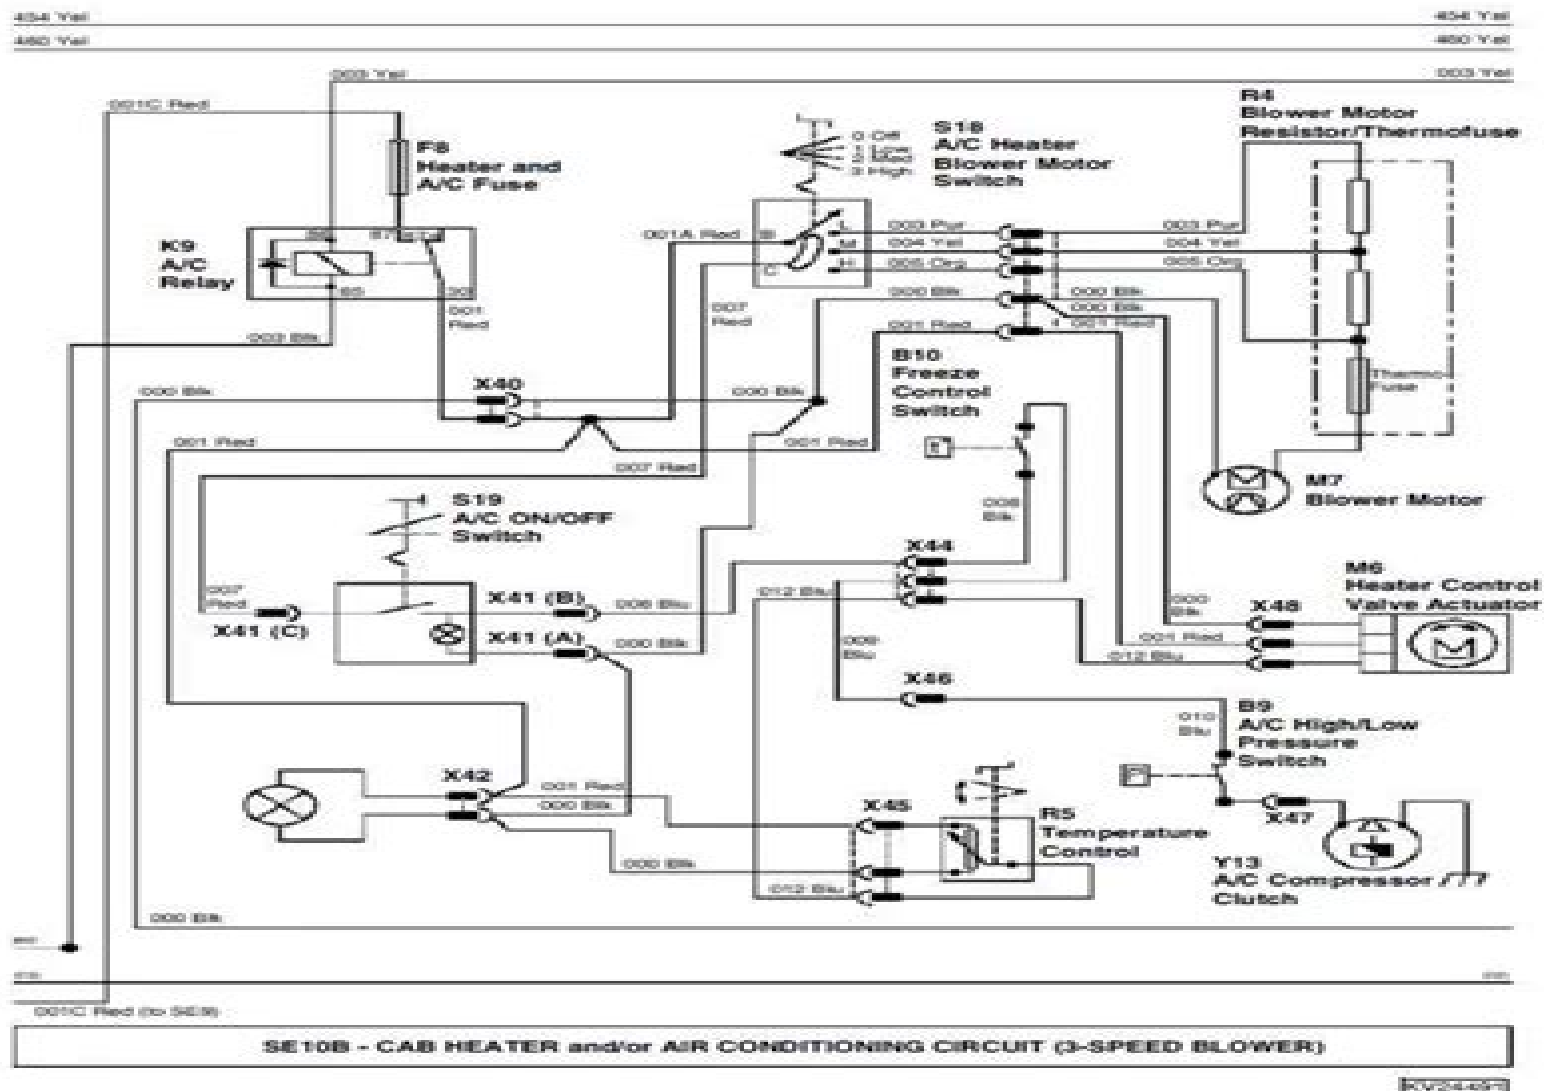 454 Yel
454 Yel
460 Yel
460 Yel
003 Yel
003 Yel
001C Red
R4
Blower Motor
Resistor/Thermofuse
F8
Heater and
A/C Fuse
0 Off
1 Low
2 Med
3 High
S18
A/C Heater
Blower Motor
Switch
K9
A/C
Relay
86
87
85
30
001
Red
001A Red
B
C
L
M
H
003 Pur
003 Pur
004 Yel
004 Yel
005 Org
005 Org
000 Blk
000 Blk
000 Blk
001 Red
001 Red
007
Red
003 Blk
B10
Freeze
Control
Switch
Thermo
Fuse
000 Blk
X40
000 Blk
001 Red
001 Red
007 Red
M7
Blower Motor
S19
A/C ON/OFF
Switch
008
Blk
X44
M6
Heater Control
Valve Actuator
007
Red
X41 (C)
X41 (B)
X41 (A)
006 Blu
000 Blk
012 Blu
009
Blu
000
Blk
X48
001 Red
012 Blu
X46
010
Blu
B9
A/C High/Low
Pressure
Switch
P
X42
001 Red
000 Blk
X45
R5
Temperature
Control
X47
000 Blk
012 Blu
Y13
A/C Compressor
Clutch
000 Blk
001C Red (to SE9)
SE10B - CAB HEATER and/or AIR CONDITIONING CIRCUIT (3-SPEED BLOWER)